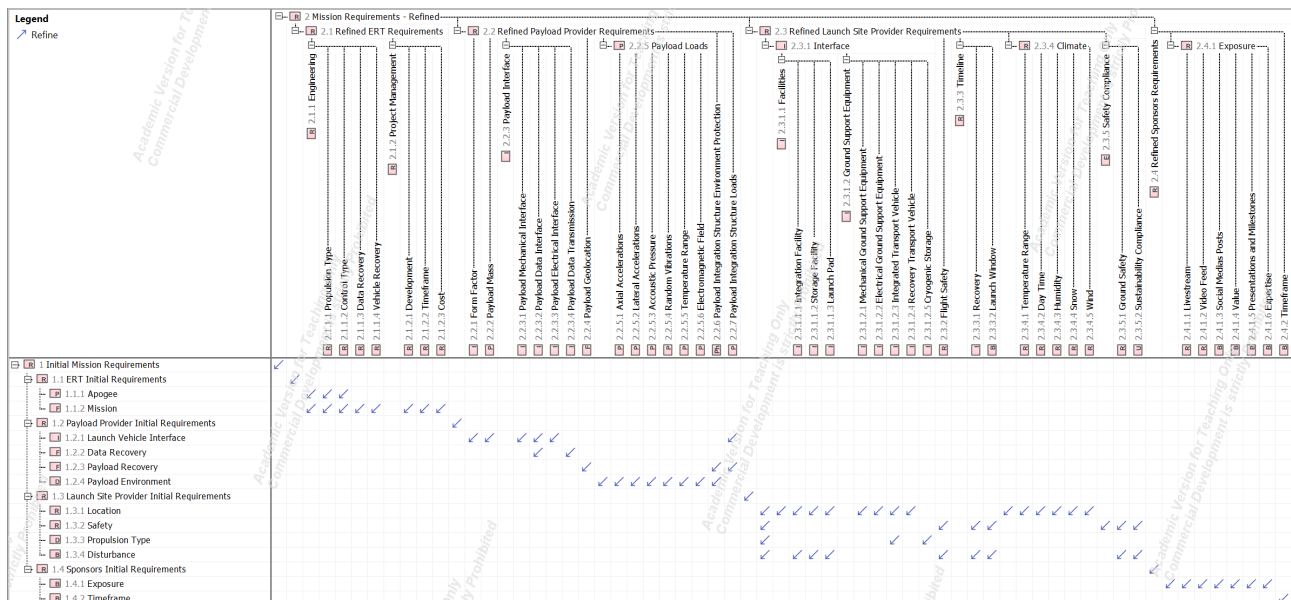 Legend
Refine
2 Mission Requirements - Refined
2.1 Refined ERT Requirements
2.1.1 Engineering
2.1.1.1 Propulsion Type
2.1.1.2 Control Type
2.1.1.3 Data Recovery
2.1.1.4 Vehicle Recovery
2.1.2 Project Management
2.1.2.1 Development
2.1.2.2 Timeframe
2.1.2.3 Cost
2.2 Refined Payload Provider Requirements
2.2.1 Form Factor
2.2.2 Payload Mass
2.2.3 Payload Interface
2.2.3.1 Payload Mechanical Interface
2.2.3.2 Payload Data Interface
2.2.3.3 Payload Electrical Interface
2.2.3.4 Payload Data Transmission
2.2.4 Payload Geolocation
2.2.5 Payload Loads
2.2.5.1 Axial Accelerations
2.2.5.2 Lateral Accelerations
2.2.5.3 Accoustic Pressure
2.2.5.4 Random Vibrations
2.2.5.5 Temperature Range
2.2.5.6 Electromagnetic Field
2.2.6 Payload Integration Structure Environment Protection
2.2.7 Payload Integration Structure Loads
2.3 Refined Launch Site Provider Requirements
2.3.1 Interface
2.3.1.1 Facilities
2.3.1.1.1 Integration Facility
2.3.1.1.2 Storage Facility
2.3.1.1.3 Launch Pad
2.3.1.2 Ground Support Equipment
2.3.1.2.1 Mechanical Ground Support Equipment
2.3.1.2.2 Electrical Ground Support Equipment
2.3.1.2.3 Integrated Transport Vehicle
2.3.1.2.4 Recovery Transport Vehicle
2.3.1.2.5 Cryogenic Storage
2.3.2 Flight Safety
2.3.3 Timeline
2.3.3.1 Recovery
2.3.3.2 Launch Window
2.3.4 Climate
2.3.4.1 Temperature Range
2.3.4.2 Day Time
2.3.4.3 Humidity
2.3.4.4 Snow
2.3.4.5 Wind
2.3.5 Safety Compliance
2.3.5.1 Ground Safety
2.3.5.2 Sustainability Compliance
2.4 Refined Sponsors Requirements
2.4.1 Exposure
2.4.1.1 Livestream
2.4.1.2 Video Feed
2.4.1.3 Social Medias Posts
2.4.1.4 Value
2.4.1.5 Presentations and Milestones
2.4.1.6 Expertise
2.4.2 Timeframe
1 Initial Mission Requirements
1.1 ERT Initial Requirements
1.1.1 Apogee
1.1.2 Mission
1.2 Payload Provider Initial Requirements
1.2.1 Launch Vehicle Interface
1.2.2 Data Recovery
1.2.3 Payload Recovery
1.2.4 Payload Environment
1.3 Launch Site Provider Initial Requirements
1.3.1 Location
1.3.2 Safety
1.3.3 Propulsion Type
1.3.4 Disturbance
1.4 Sponsors Initial Requirements
1.4.1 Exposure
1.4.2 Timeframe